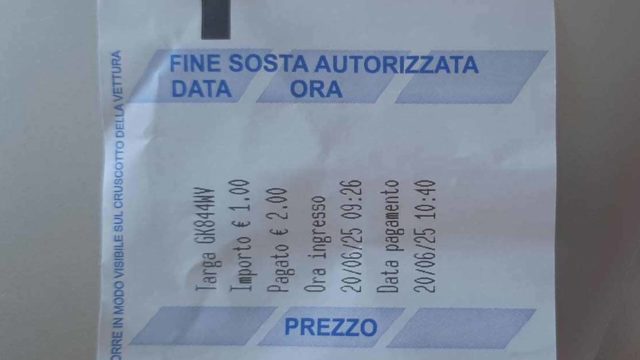 FINE SOSTA AUTORIZZATA
DATA ORA
Targa GK844WV
Importo € 1.00
Pagato € 2.00
Ora ingresso
20/06/25 09:26
Data pagamento
20/06/25 10:40
PREZZO
ORRE IN MODO VISIBILE SUL CRUSCOTTO DELLA VETTURA